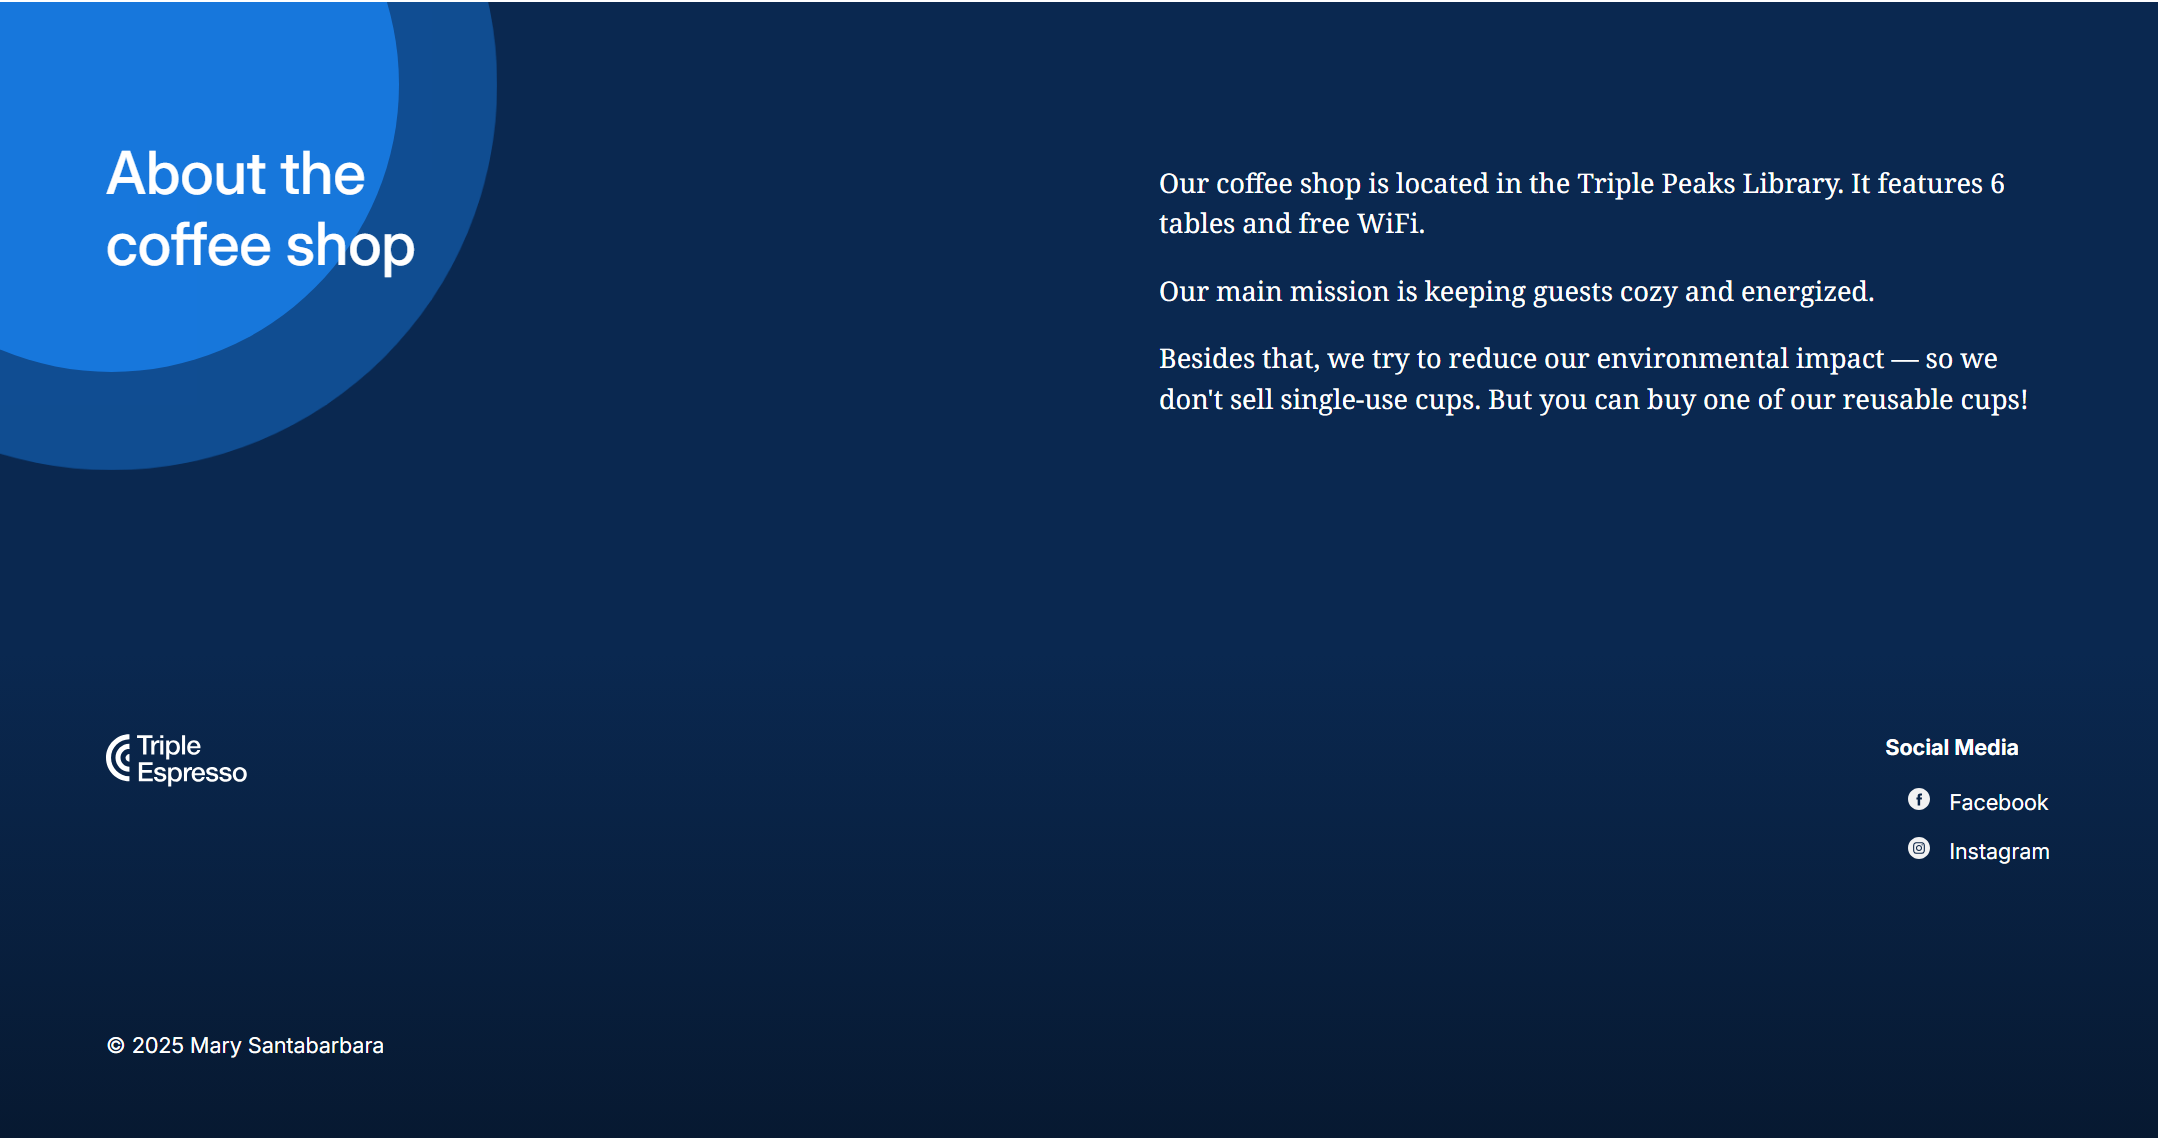 About the
coffee shop
Our coffee shop is located in the Triple Peaks Library. It features 6
tables and free WiFi.
Our main mission is keeping guests cozy and energized.
Besides that, we try to reduce our environmental impact — so we
don't sell single-use cups. But you can buy one of our reusable cups!
Triple
Espresso
Social Media
Facebook
Instagram
© 2025 Mary Santabarbara